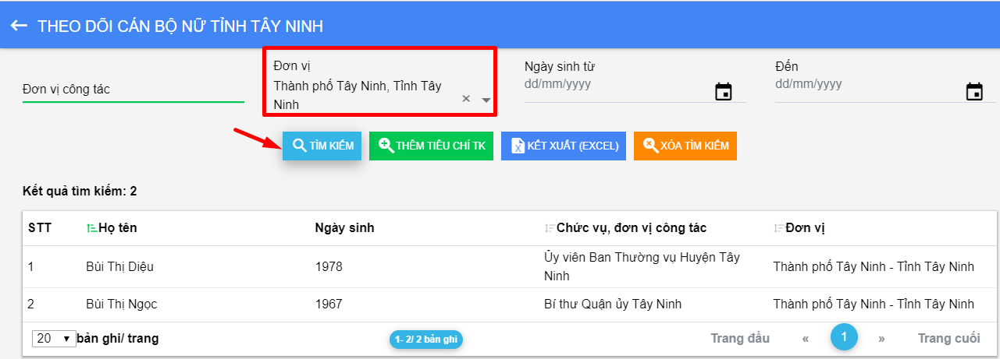 THEO DÕI CÁN BỘ NỮ TỈNH TÂY NINH
Đơn vị công tác
Đơn vị
Thành phố Tây Ninh, Tỉnh Tây
Ninh
Ngày sinh từ
dd/mm/yyyy
Đến
dd/mm/yyyy
TÌM KIẾM
THÊM TIÊU CHÍ TK
KẾT XUẤT (EXCEL)
XÓA TÌM KIẾM
Kết quả tìm kiếm: 2
STT Họ tên Ngày sinh Chức vụ, đơn vị công tác Đơn vị
1 Bùi Thị Diệu 1978 Ủy viên Ban Thường vụ Huyện Tây
Ninh Thành phố Tây Ninh - Tỉnh Tây Ninh
2 Bùi Thị Ngọc 1967 Bí thư Quận ủy Tây Ninh Thành phố Tây Ninh - Tỉnh Tây Ninh
20 bản ghi/ trang 1- 2/ 2 bản ghi Trang đầu « 1 » Trang cuối